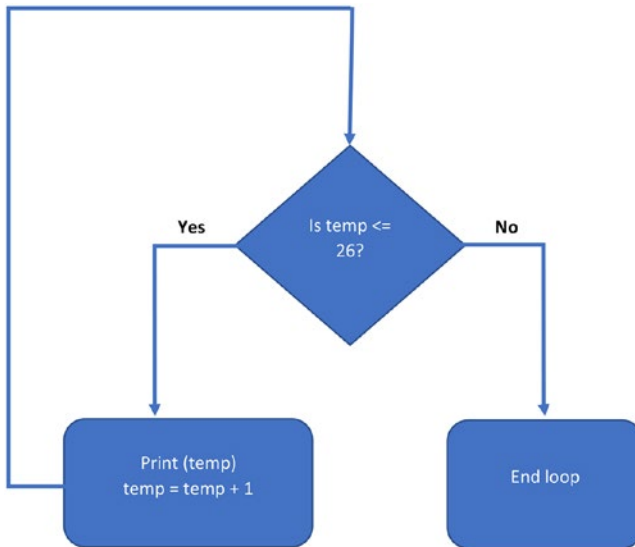 Is temp <=
26?
Yes
No
Print (temp)
temp = temp + 1
End loop